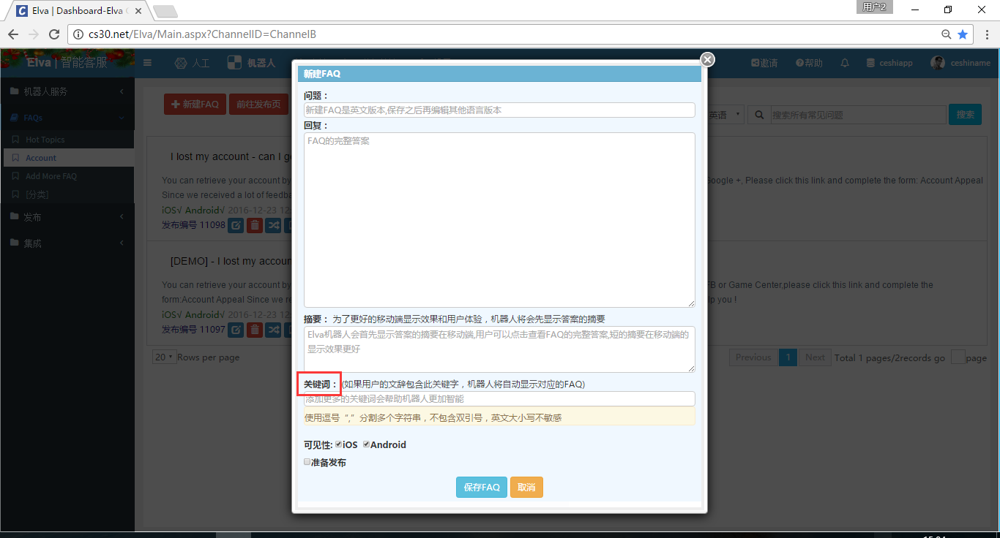 用户2
Elva | Dashboard-Elva
cs30.net/Elva/Main.aspx?ChannelID=ChannelB
Elva | 智能客服
人工
机器人
邀请
帮助
ceshiapp
ceshiname
机器人服务
FAQs
Hot Topics
Account
Add More FAQ
[分类]
发布
集成
新建FAQ
前往发布页
英语
搜索所有常见问题
搜索
I lost my account - can I g
You can retrieve your account by
Google +, Please click this link and complete the form: Account Appeal
Since we received a lot of feedba
iOS√ Android√ 2016-12-23 12
发布编号 11098
[DEMO] - I lost my accoun
You can retrieve your account by
FB or Game Center,please click this link and complete the
form:Account Appeal Since we re
lp you !
iOS√ Android√ 2016-12-23 12
发布编号 11097
20
Rows per page
Previous
1
Next
Total 1 pages/2records go
page
新建FAQ
问题：
新建FAQ是英文版本,保存之后再编辑其他语言版本
回复：
FAQ的完整答案
摘要： 为了更好的移动端显示效果和用户体验，机器人将会先显示答案的摘要
Elva机器人会首先显示答案的摘要在移动端,用户可以点击查看FAQ的完整答案,短的摘要在移动端的
显示效果更好
关键词： (如果用户的文辞包含此关键字，机器人将自动显示对应的FAQ)
添加更多的关键词会帮助机器人更加智能
使用逗号“,”分割多个字符串，不包含双引号，英文大小写不敏感
可见性: iOS Android
准备发布
保存FAQ
取消